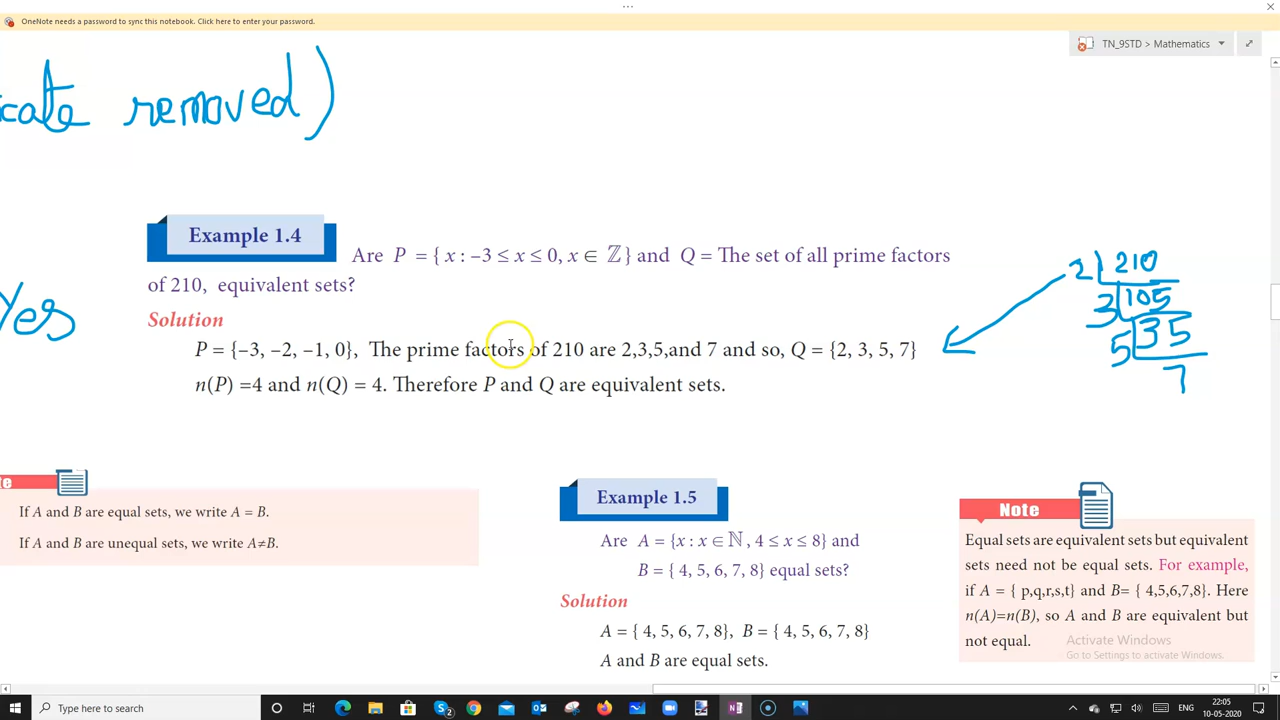 OneNote needs a password to sync this notebook. Click here to enter your password.
TN_9STD > Mathematics
removed)
Example 1.4
Are P = { x : –3 ≤ x ≤ 0, x ∈ ℤ } and Q = The set of all prime factors
of 210, equivalent sets?
2 | 210
3 | 105
5 | 35
7
Yes
Solution
P = {–3, –2, –1, 0}, The prime factors of 210 are 2,3,5,and 7 and so, Q = {2, 3, 5, 7}
n(P) =4 and n(Q) = 4. Therefore P and Q are equivalent sets.
If A and B are equal sets, we write A = B.
If A and B are unequal sets, we write A≠B.
Example 1.5
Are A = {x : x ∈ ℕ, 4 ≤ x ≤ 8} and
B = { 4, 5, 6, 7, 8} equal sets?
Solution
A = { 4, 5, 6, 7, 8}, B = { 4, 5, 6, 7, 8}
A and B are equal sets.
Note
Equal sets are equivalent sets but equivalent
sets need not be equal sets. For example,
if A = { p,q,r,s,t} and B= { 4,5,6,7,8}. Here
n(A)=n(B), so A and B are equivalent but
not equal.
Activate Windows
Go to Settings to activate Windows.
Type here to search
ENG
22:05
10-05-2020